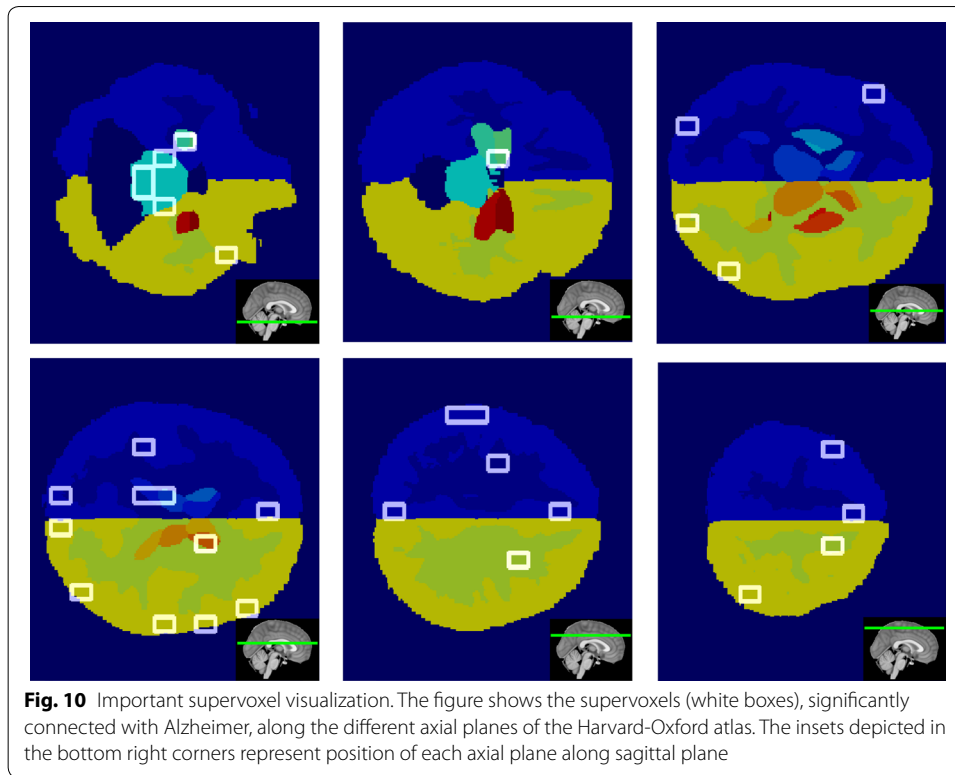 Fig. 10 Important supervoxel visualization. The figure shows the supervoxels (white boxes), significantly
connected with Alzheimer, along the different axial planes of the Harvard-Oxford atlas. The insets depicted in
the bottom right corners represent position of each axial plane along sagittal plane